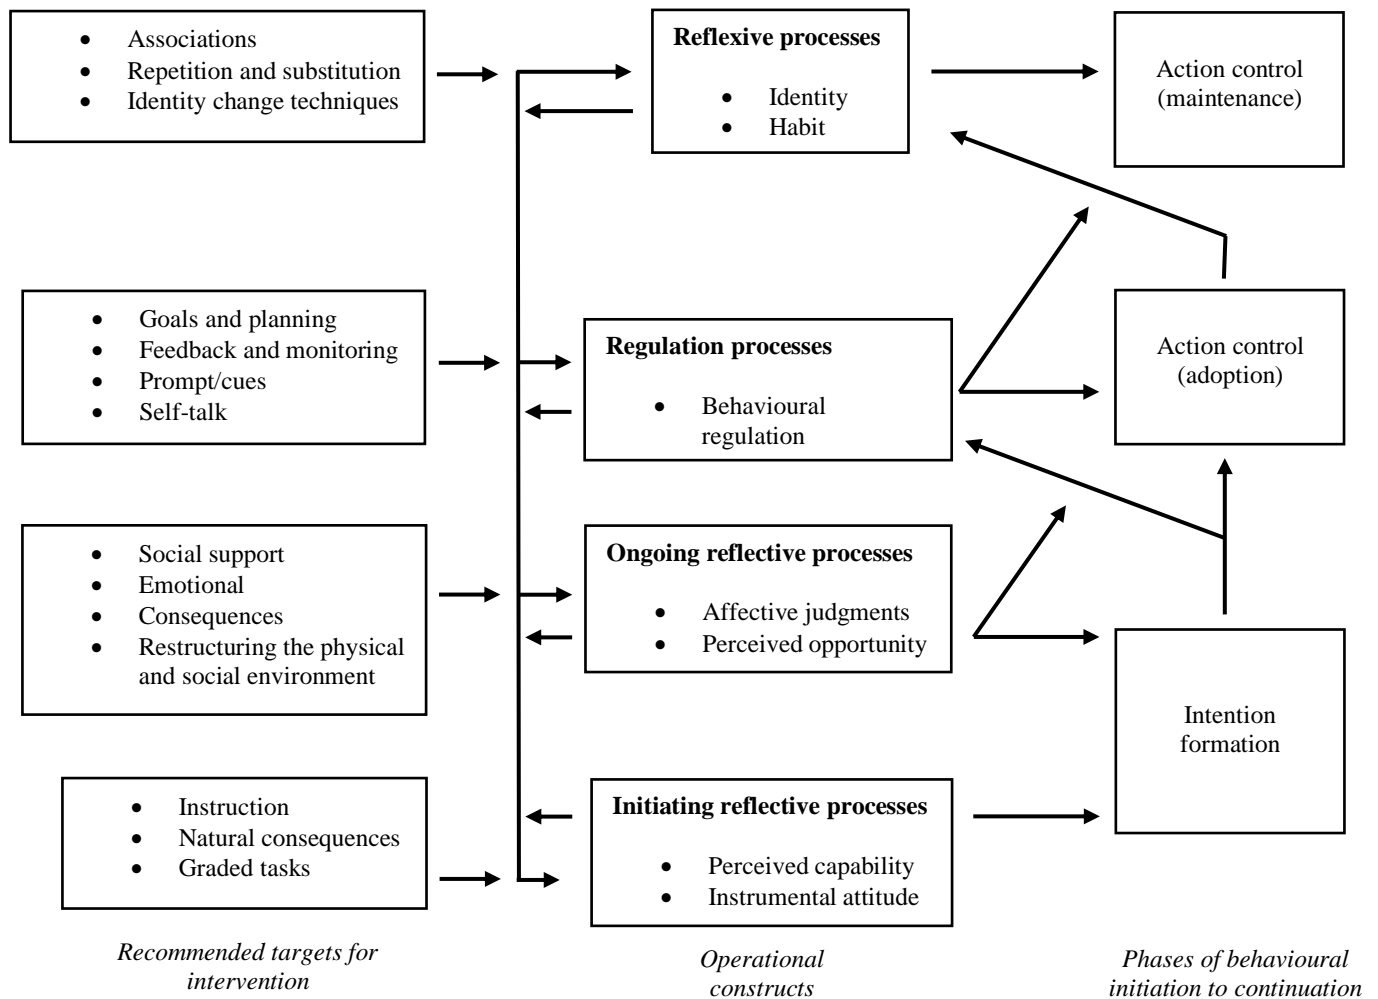 • Associations
• Repetition and substitution
• Identity change techniques
Reflexive processes
• Identity
• Habit
Action control
(maintenance)
• Goals and planning
• Feedback and monitoring
• Prompt/cues
• Self-talk
Regulation processes
• Behavioural
regulation
Action control
(adoption)
• Social support
• Emotional
• Consequences
• Restructuring the physical
and social environment
Ongoing reflective processes
• Affective judgments
• Perceived opportunity
Intention
formation
• Instruction
• Natural consequences
• Graded tasks
Initiating reflective processes
• Perceived capability
• Instrumental attitude
Recommended targets for
intervention
Operational
constructs
Phases of behavioural
initiation to continuation